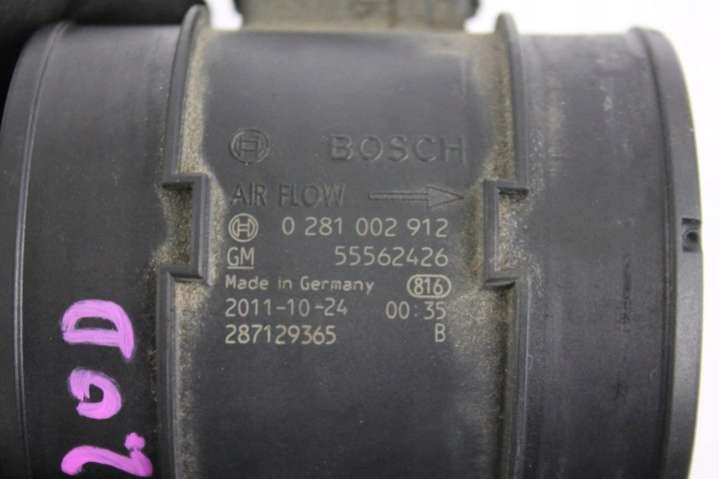 BOSCH
AIR FLOW
0 281 002 912
GM 55562426
Made in Germany 816
2011-10-24 00:35
287129365 B